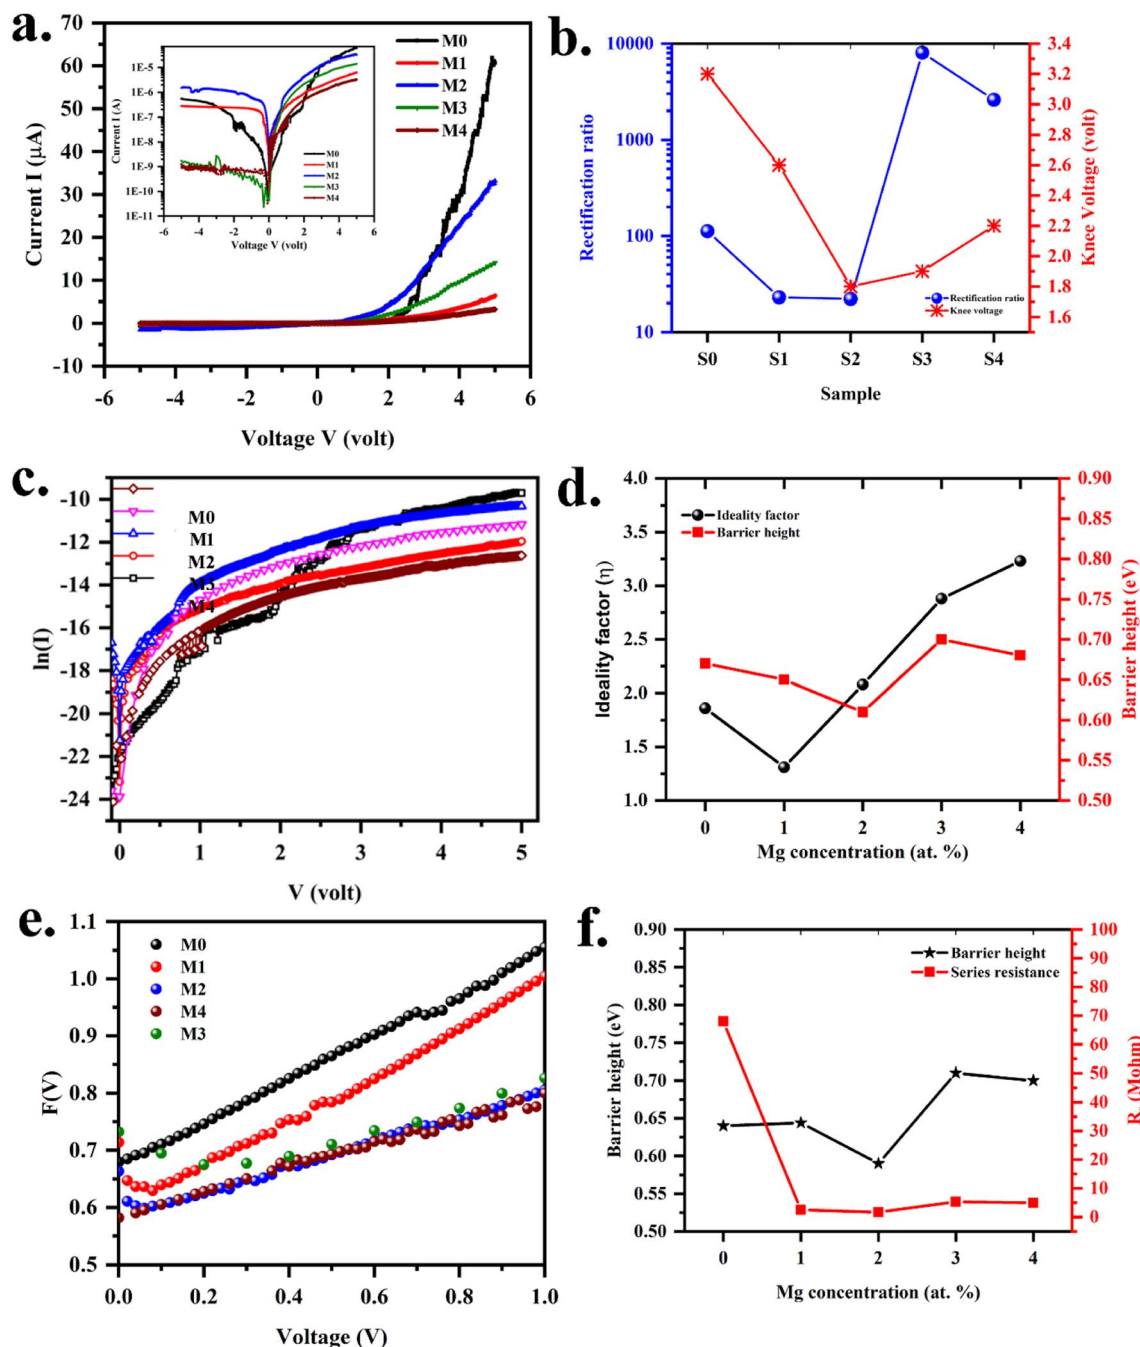 a.
70
60
50
40
30
20
10
0
-10
Current I (μA)
-6 -4 -2 0 2 4 6
Voltage V (volt)
M0
M1
M2
M3
M4
1E-5
1E-6
1E-7
1E-8
1E-9
1E-10
1E-11
Current I (A)
-6 -4 -2 0 2 4 6
Voltage V (volt)
M0
M1
M2
M3
M4
b.
10000
1000
100
10
Rectification ratio
3.4
3.2
3.0
2.8
2.6
2.4
2.2
2.0
1.8
1.6
Knee Voltage (volt)
Rectification ratio
Knee voltage
S0 S1 S2 S3 S4
Sample
c.
-10
-12
-14
-16
-18
-20
-22
-24
ln(I)
M0
M1
M2
M3
M4
0 1 2 3 4 5
V (volt)
d.
4.0
3.5
3.0
2.5
2.0
1.5
1.0
Ideality factor (η)
Ideality factor
Barrier height
0.90
0.85
0.80
0.75
0.70
0.65
0.60
0.55
0.50
Barrier height (eV)
0 1 2 3 4
Mg concentration (at. %)
e.
1.1
1.0
0.9
0.8
0.7
0.6
0.5
F(V)
M0
M1
M2
M4
M3
0.0 0.2 0.4 0.6 0.8 1.0
Voltage (V)
f.
0.90
0.85
0.80
0.75
0.70
0.65
0.60
0.55
0.50
Barrier height (eV)
Barrier height
Series resistance
100
90
80
70
60
50
40
30
20
10
0
(Mohm)
0 1 2 3 4
Mg concentration (at. %)